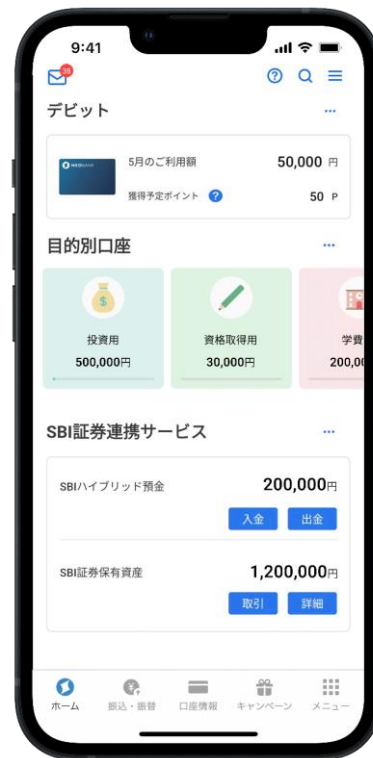 9:41
38
デビット
NEOBANK
5月のご利用額 50,000 円
獲得予定ポイント ? 50 P
目的別口座
投資用 資格取得用 学費
500,000円 30,000円 200,00
SBI証券連携サービス
SBIハイブリッド預金 200,000円
入金 出金
SBI証券保有資産 1,200,000円
取引 詳細
ホーム 振込・振替 口座情報 キャンペーン メニュー